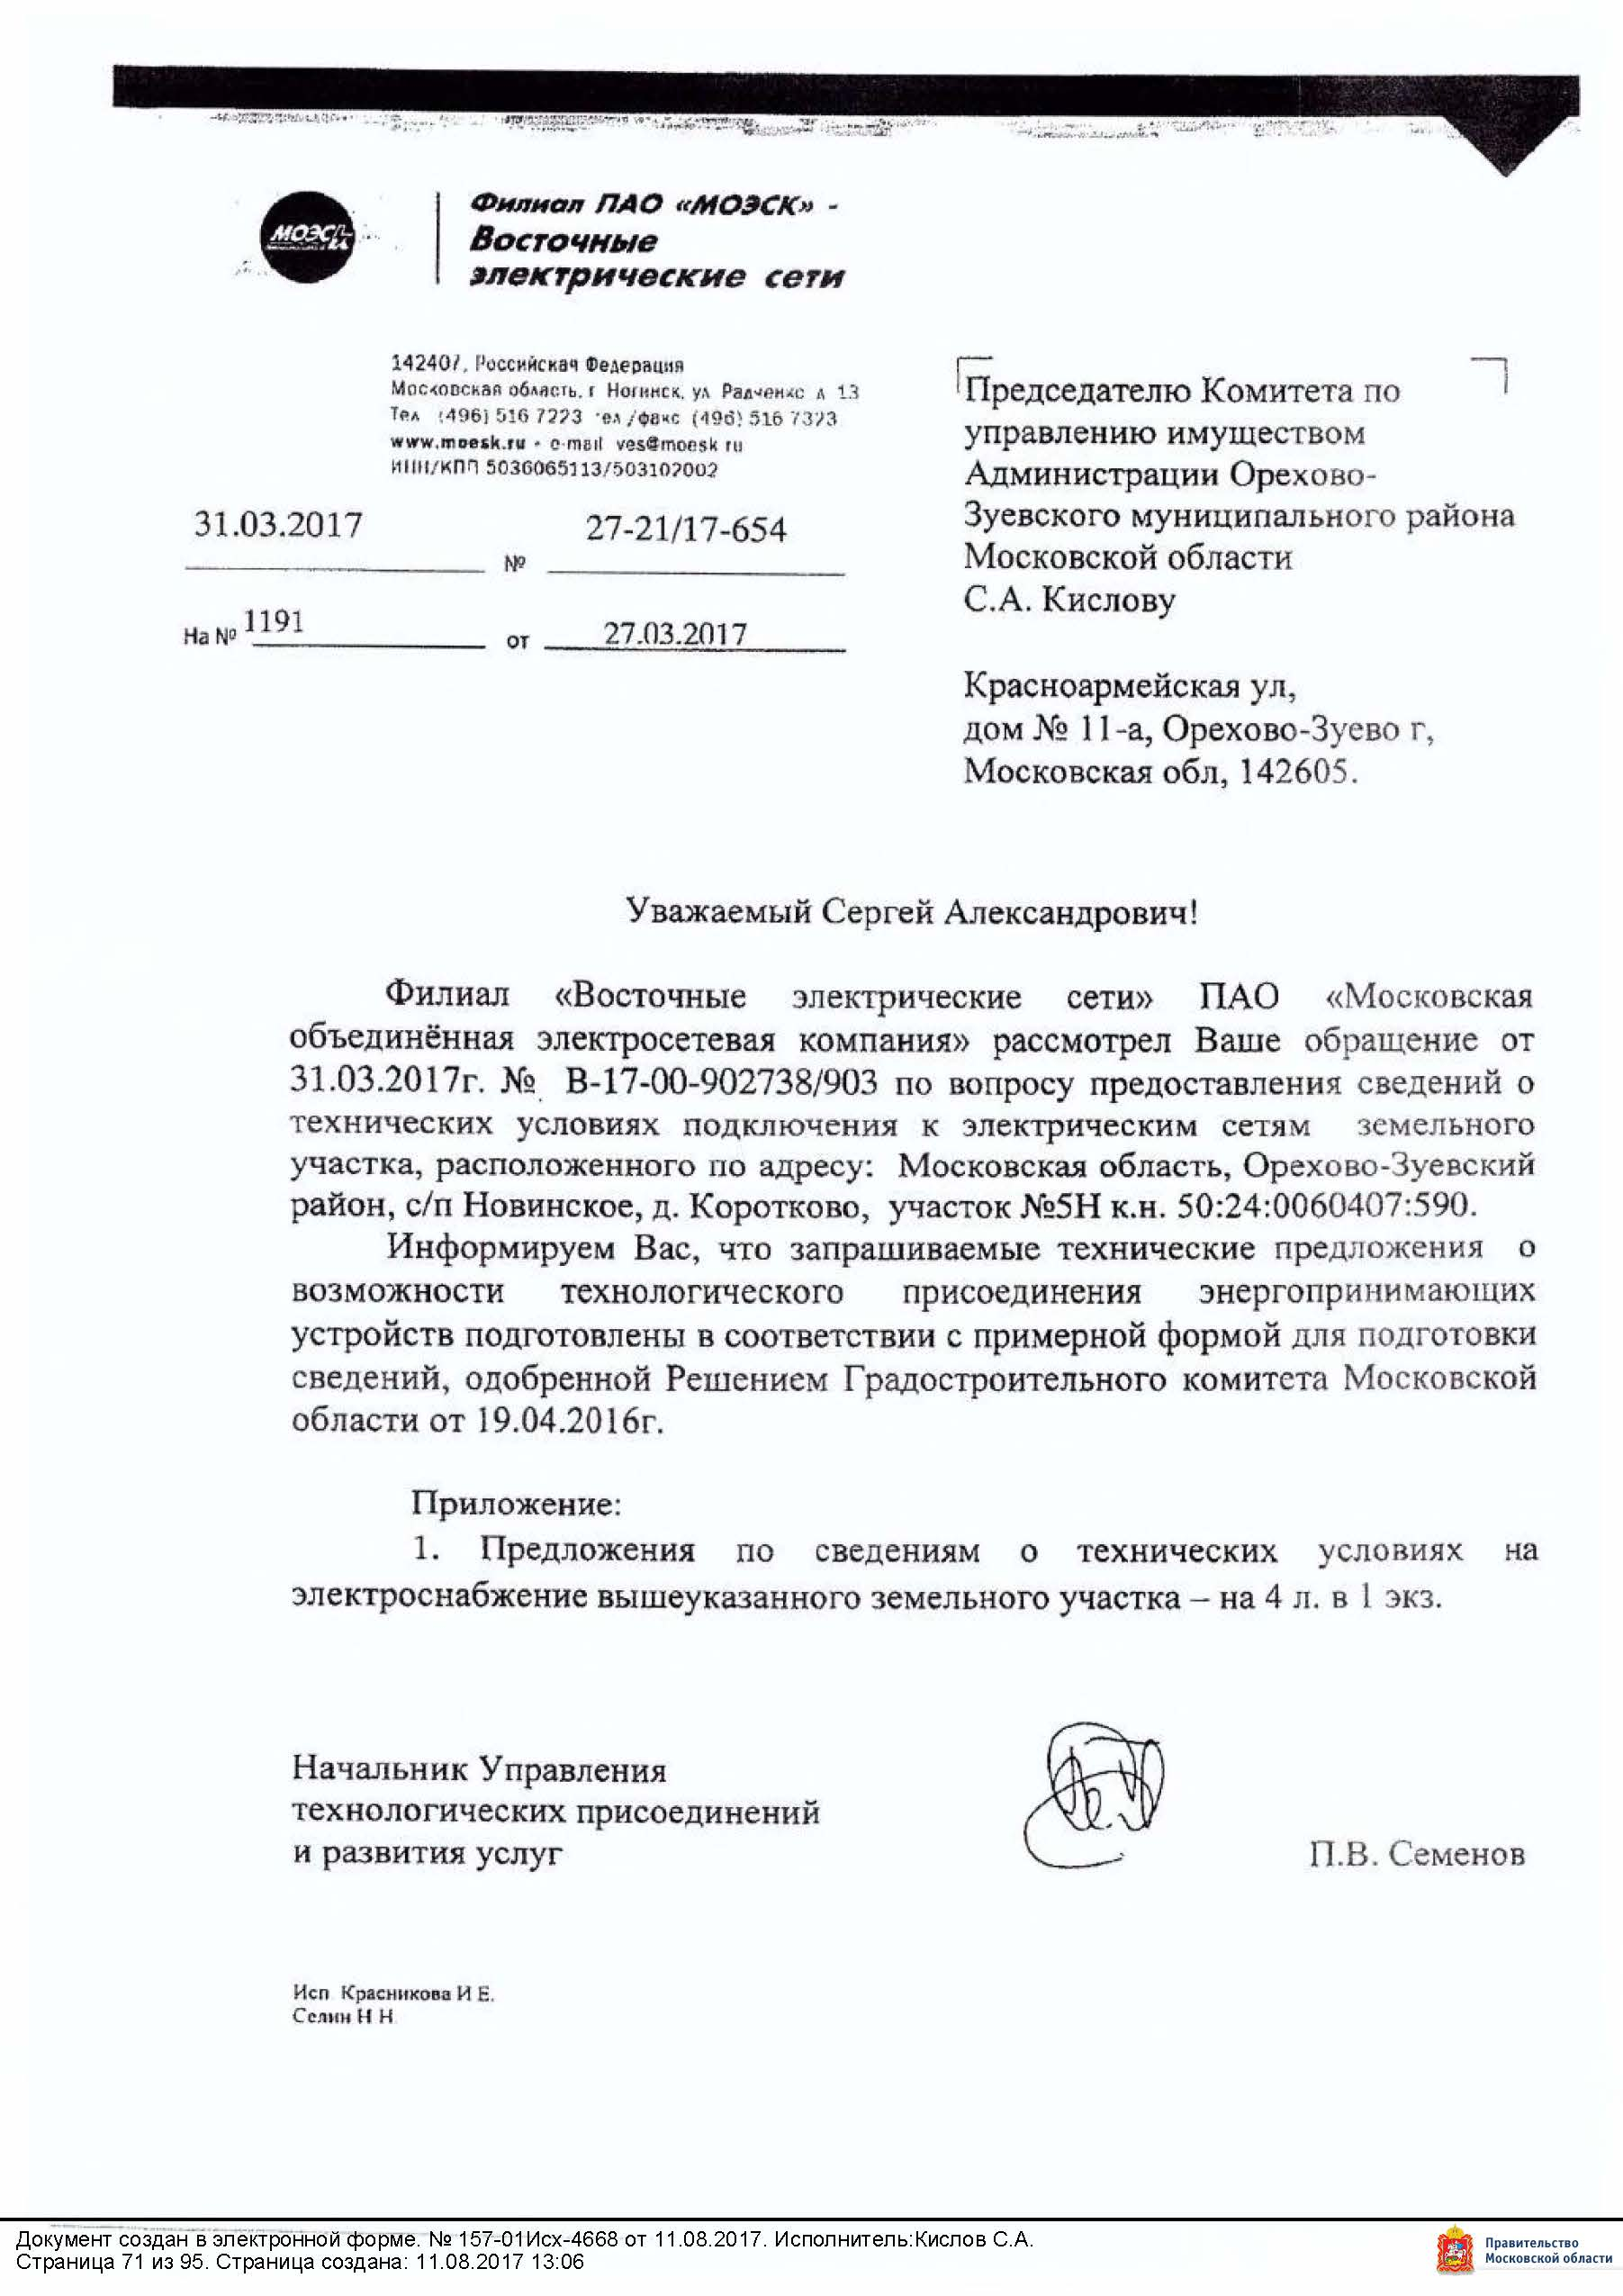 МОЭСК
Филиал ПАО «МОЭСК» -
Восточные
электрические сети
142407, Российская Федерация
Московская область, г Ногинск, ул Радченко д 13
Тел (496) 516 7223 тел/факс (496) 516 7323
www.moesk.ru • e-mail ves@moesk ru
ИНН/КПП 5036065113/503102002
31.03.2017 № 27-21/17-654
На № 1191 от 27.03.2017
Председателю Комитета по
управлению имуществом
Администрации Орехово-
Зуевского муниципального района
Московской области
С.А. Кислову
Красноармейская ул,
дом № 11-а, Орехово-Зуево г,
Московская обл, 142605.
Уважаемый Сергей Александрович!
Филиал «Восточные электрические сети» ПАО «Московская
объединённая электросетевая компания» рассмотрел Ваше обращение от
31.03.2017г. № В-17-00-902738/903 по вопросу предоставления сведений о
технических условиях подключения к электрическим сетям земельного
участка, расположенного по адресу: Московская область, Орехово-Зуевский
район, с/п Новинское, д. Коротково, участок №5Н к.н. 50:24:0060407:590.
Информируем Вас, что запрашиваемые технические предложения о
возможности технологического присоединения энергопринимающих
устройств подготовлены в соответствии с примерной формой для подготовки
сведений, одобренной Решением Градостроительного комитета Московской
области от 19.04.2016г.
Приложение:
1. Предложения по сведениям о технических условиях на
электроснабжение вышеуказанного земельного участка – на 4 л. в 1 экз.
Начальник Управления
технологических присоединений
и развития услуг
П.В. Семенов
Исп. Красникова И Е.
Селин Н Н
Документ создан в электронной форме. № 157-01Исх-4668 от 11.08.2017. Исполнитель:Кислов С.А.
Страница 71 из 95. Страница создана: 11.08.2017 13:06
Правительство
Московской области